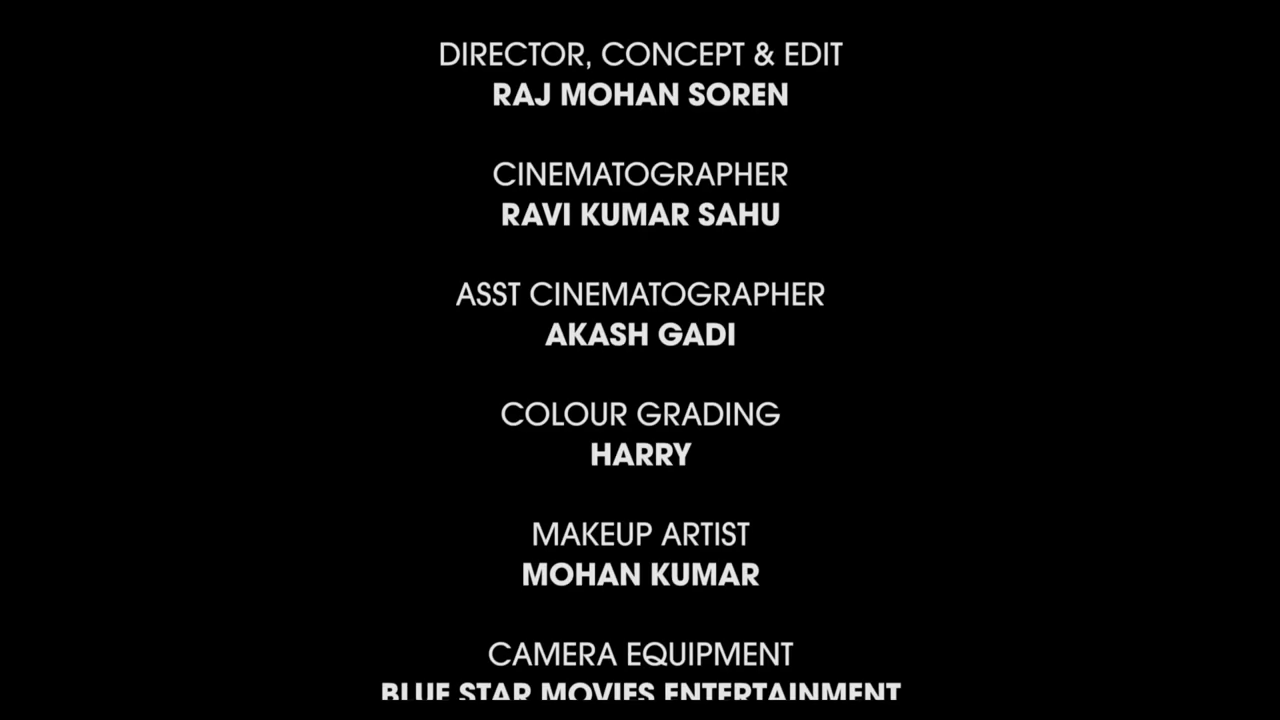 DIRECTOR, CONCEPT & EDIT
RAJ MOHAN SOREN
CINEMATOGRAPHER
RAVI KUMAR SAHU
ASST CINEMATOGRAPHER
AKASH GADI
COLOUR GRADING
HARRY
MAKEUP ARTIST
MOHAN KUMAR
CAMERA EQUIPMENT
BLUE STAR MOVIES ENTERTAINMENT